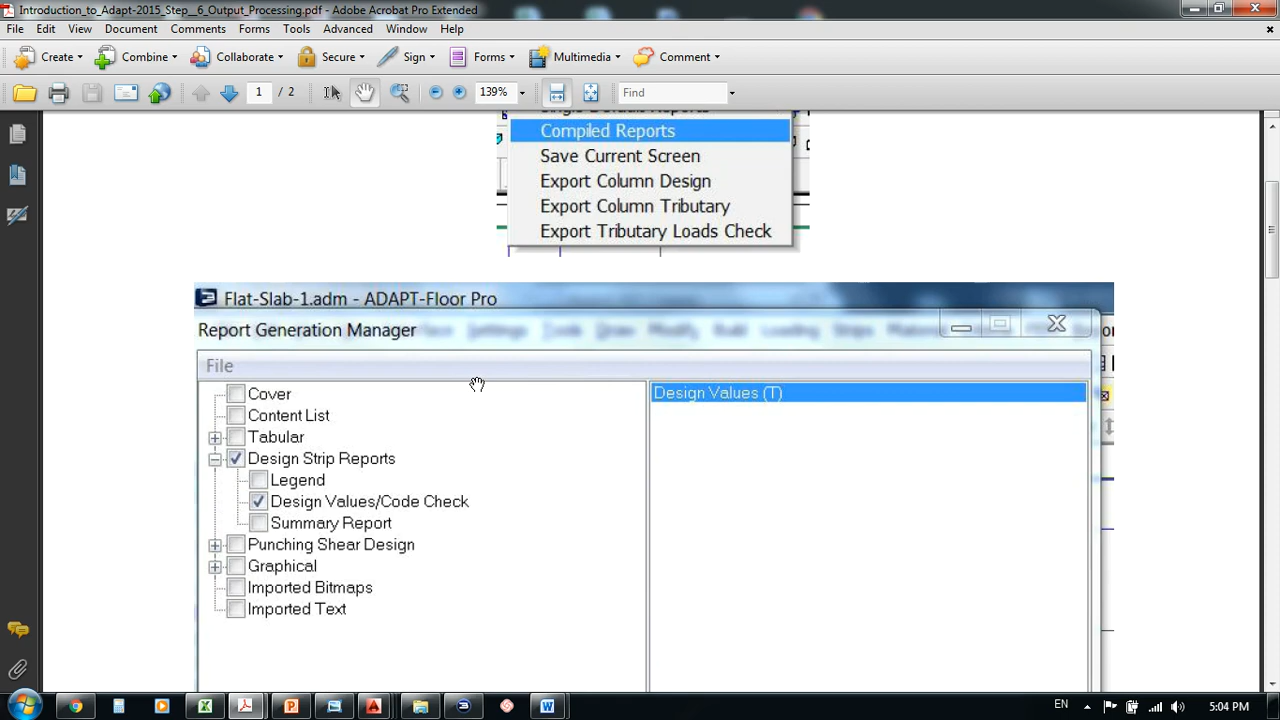 Introduction_to_Adapt-2015_Step__6_Output_Processing.pdf - Adobe Acrobat Pro Extended
File Edit View Document Comments Forms Tools Advanced Window Help
Create Combine Collaborate Secure Sign Forms Multimedia Comment
1 / 2 139% Find
Compiled Reports
Save Current Screen
Export Column Design
Export Column Tributary
Export Tributary Loads Check
Flat-Slab-1.adm - ADAPT-Floor Pro
Report Generation Manager
File
Cover
Design Values (T)
Content List
Tabular
Design Strip Reports
Legend
Design Values/Code Check
Summary Report
Punching Shear Design
Graphical
Imported Bitmaps
Imported Text
EN 5:04 PM